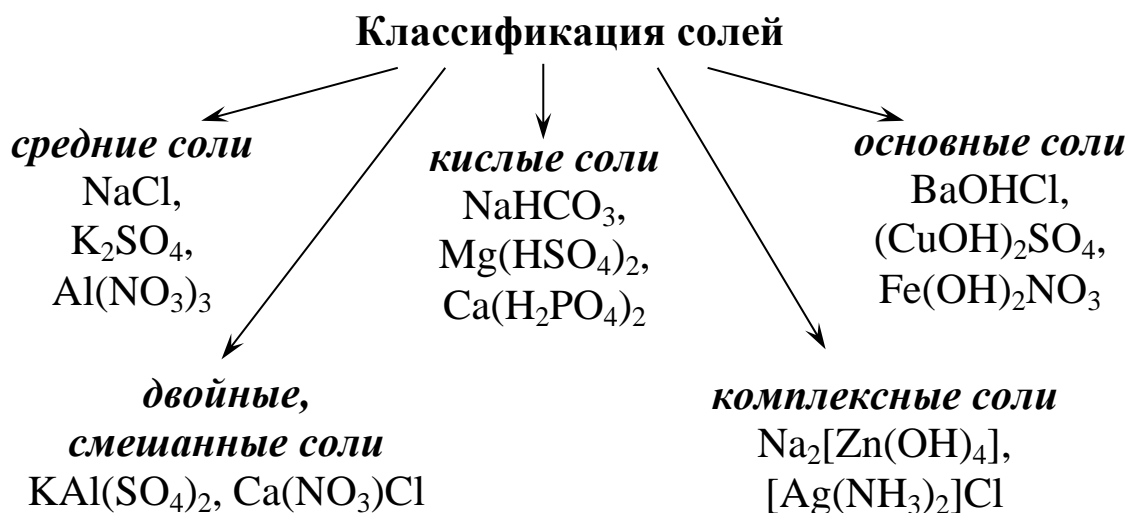 Классификация солей
средние соли
NaCl,
K₂SO₄,
Al(NO₃)₃
кислые соли
NaHCO₃,
Mg(HSO₄)₂,
Ca(H₂PO₄)₂
основные соли
BaOHCl,
(CuOH)₂SO₄,
Fe(OH)₂NO₃
двойные,
смешанные соли
KAl(SO₄)₂, Ca(NO₃)Cl
комплексные соли
Na₂[Zn(OH)₄],
[Ag(NH₃)₂]Cl